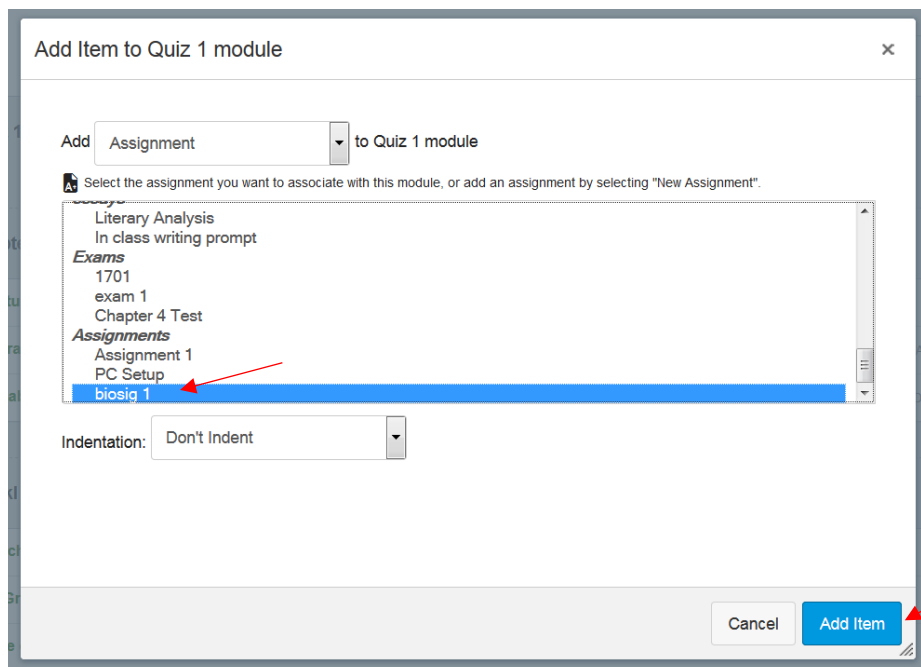 Add Item to Quiz 1 module
×
Add Assignment to Quiz 1 module
A+ Select the assignment you want to associate with this module, or add an assignment by selecting "New Assignment".
Literary Analysis
In class writing prompt
Exams
1701
exam 1
Chapter 4 Test
Assignments
Assignment 1
PC Setup
biosig 1
Indentation: Don't Indent
Cancel Add Item